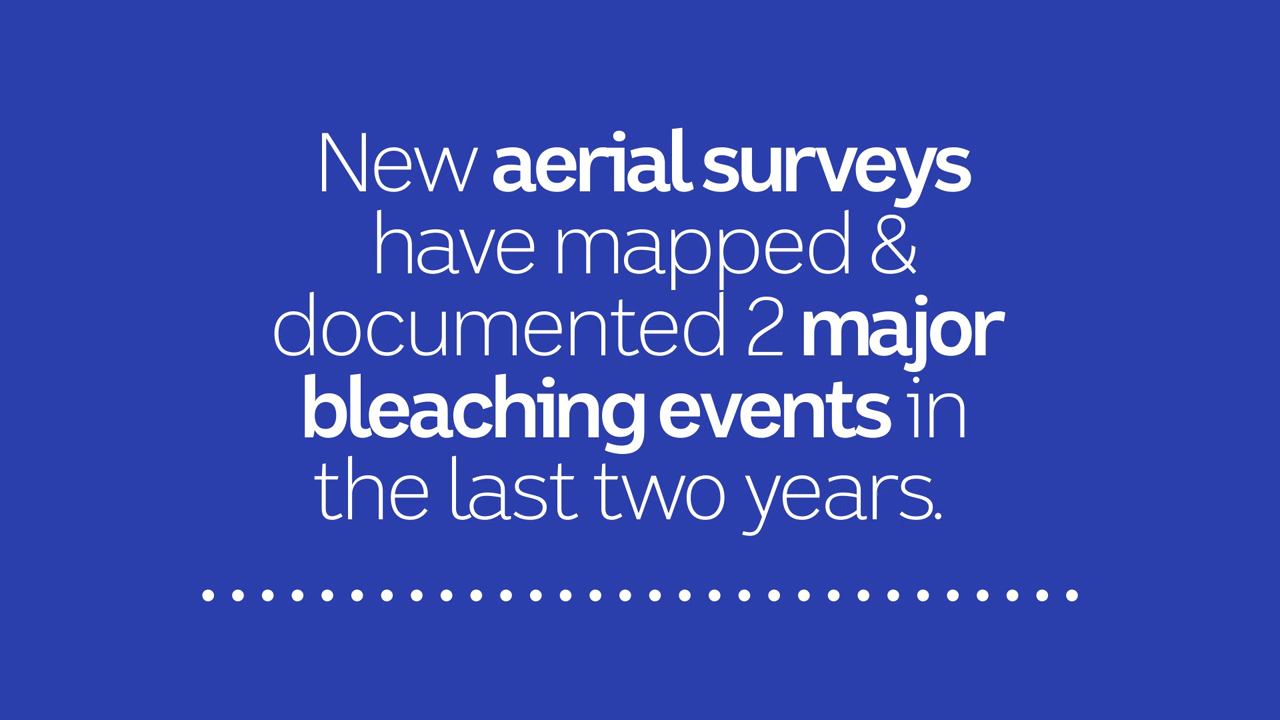 New aerial surveys
have mapped &
documented 2 major
bleaching events in
the last two years.